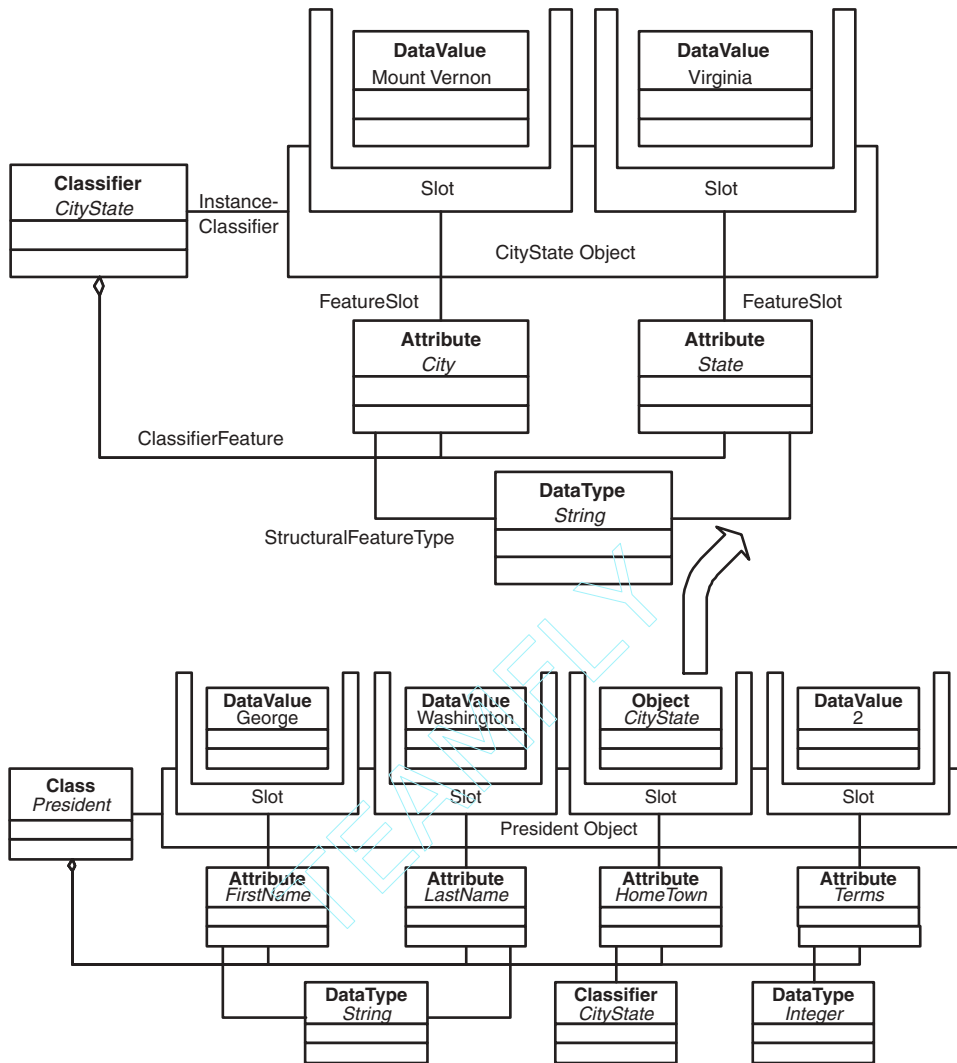 DataValue
Mount Vernon
DataValue
Virginia
Slot
Slot
Classifier
CityState
Instance-
Classifier
CityState Object
FeatureSlot
FeatureSlot
Attribute
City
Attribute
State
ClassifierFeature
DataType
String
StructuralFeatureType
TEAMFLY
DataValue
George
DataValue
Washington
Object
CityState
DataValue
2
Class
President
Slot
Slot
Slot
Slot
President Object
Attribute
FirstName
Attribute
LastName
Attribute
HomeTown
Attribute
Terms
DataType
String
Classifier
CityState
DataType
Integer